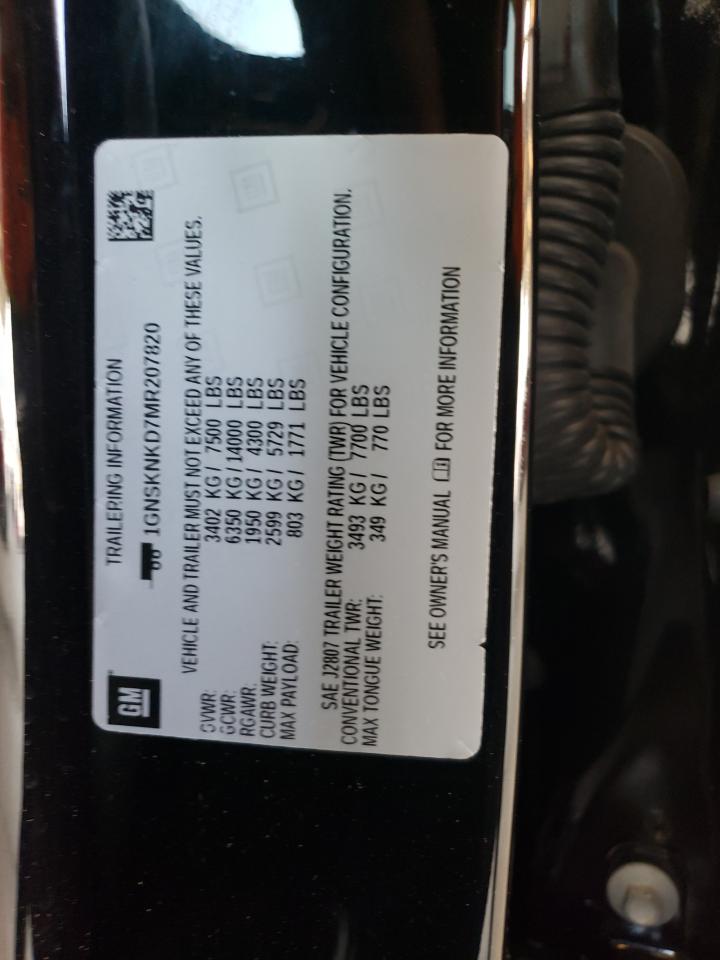 GM
TRAILERING INFORMATION
1GNSKNKD7MR207820
VEHICLE AND TRAILER MUST NOT EXCEED ANY OF THESE VALUES.
GVWR: 3402 KG / 7500 LBS
GCWR: 6350 KG / 14000 LBS
RGAWR: 1950 KG / 4300 LBS
CURB WEIGHT: 2599 KG / 5729 LBS
MAX PAYLOAD: 803 KG / 1771 LBS
SAE J2807 TRAILER WEIGHT RATING (TWR) FOR VEHICLE CONFIGURATION.
CONVENTIONAL TWR: 3493 KG / 7700 LBS
MAX TONGUE WEIGHT: 349 KG / 770 LBS
SEE OWNER'S MANUAL FOR MORE INFORMATION